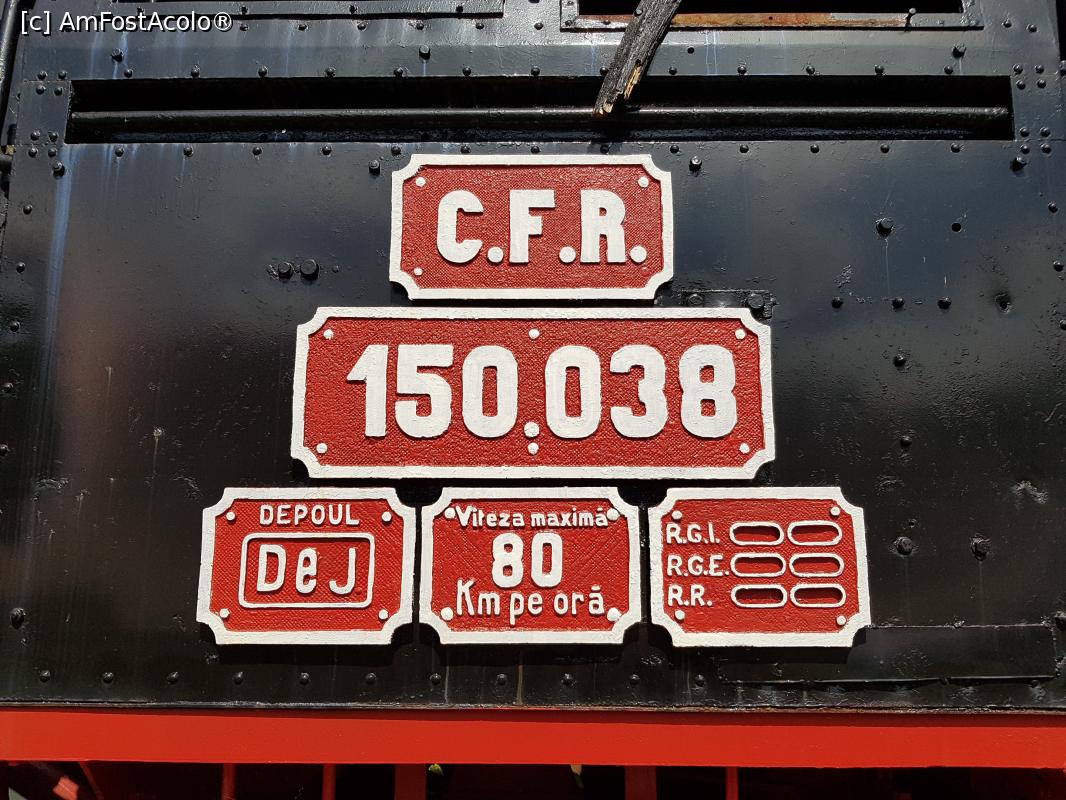 [c] AmFostAcolo®
C.F.R.
150.038
DEPOUL
DeJ
Viteza maximă
80
Km pe oră
R.G.I.
R.G.E.
R.R.